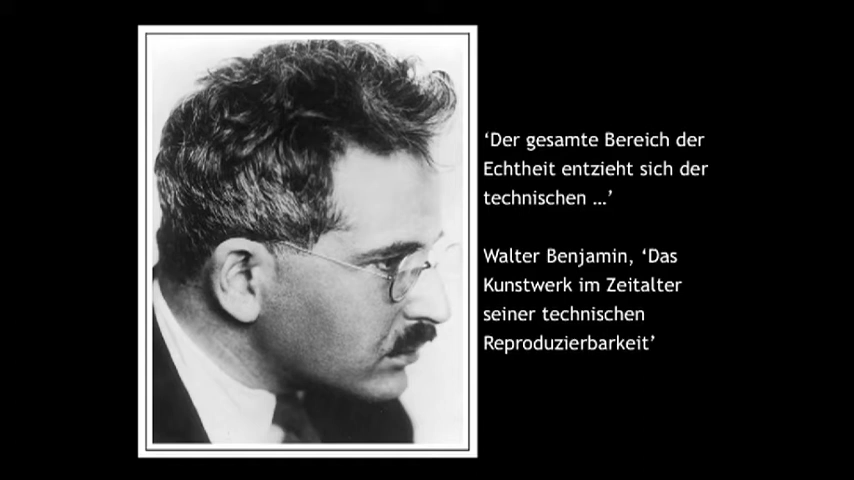 ‘Der gesamte Bereich der
Echtheit entzieht sich der
technischen …’
Walter Benjamin, ‘Das
Kunstwerk im Zeitalter
seiner technischen
Reproduzierbarkeit’